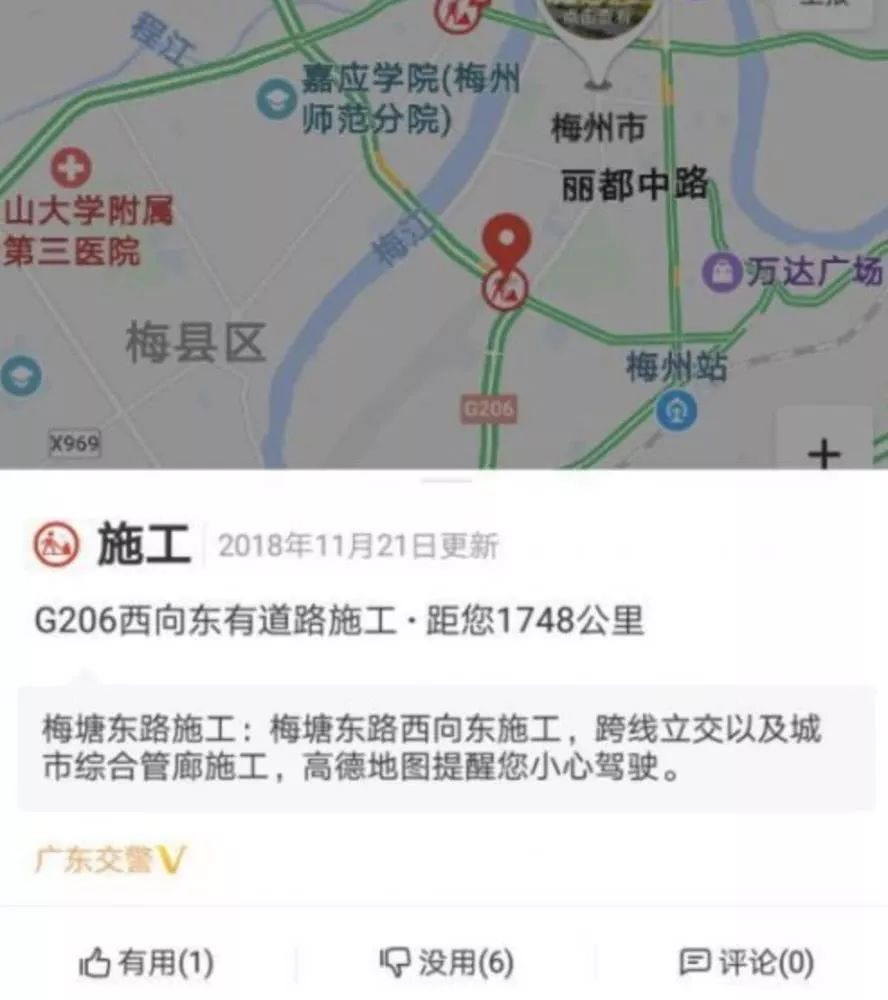 程江
点击查看
嘉应学院(梅州
师范分院)
梅州市
丽都中路
山大学附属
第三医院
梅江
万达广场
梅县区
梅州站
G206
X969
施工
2018年11月21日更新
G206西向东有道路施工·距您1748公里
梅塘东路施工：梅塘东路西向东施工，跨线立交以及城
市综合管廊施工，高德地图提醒您小心驾驶。
广东交警V
有用(1)
没用(6)
评论(0)